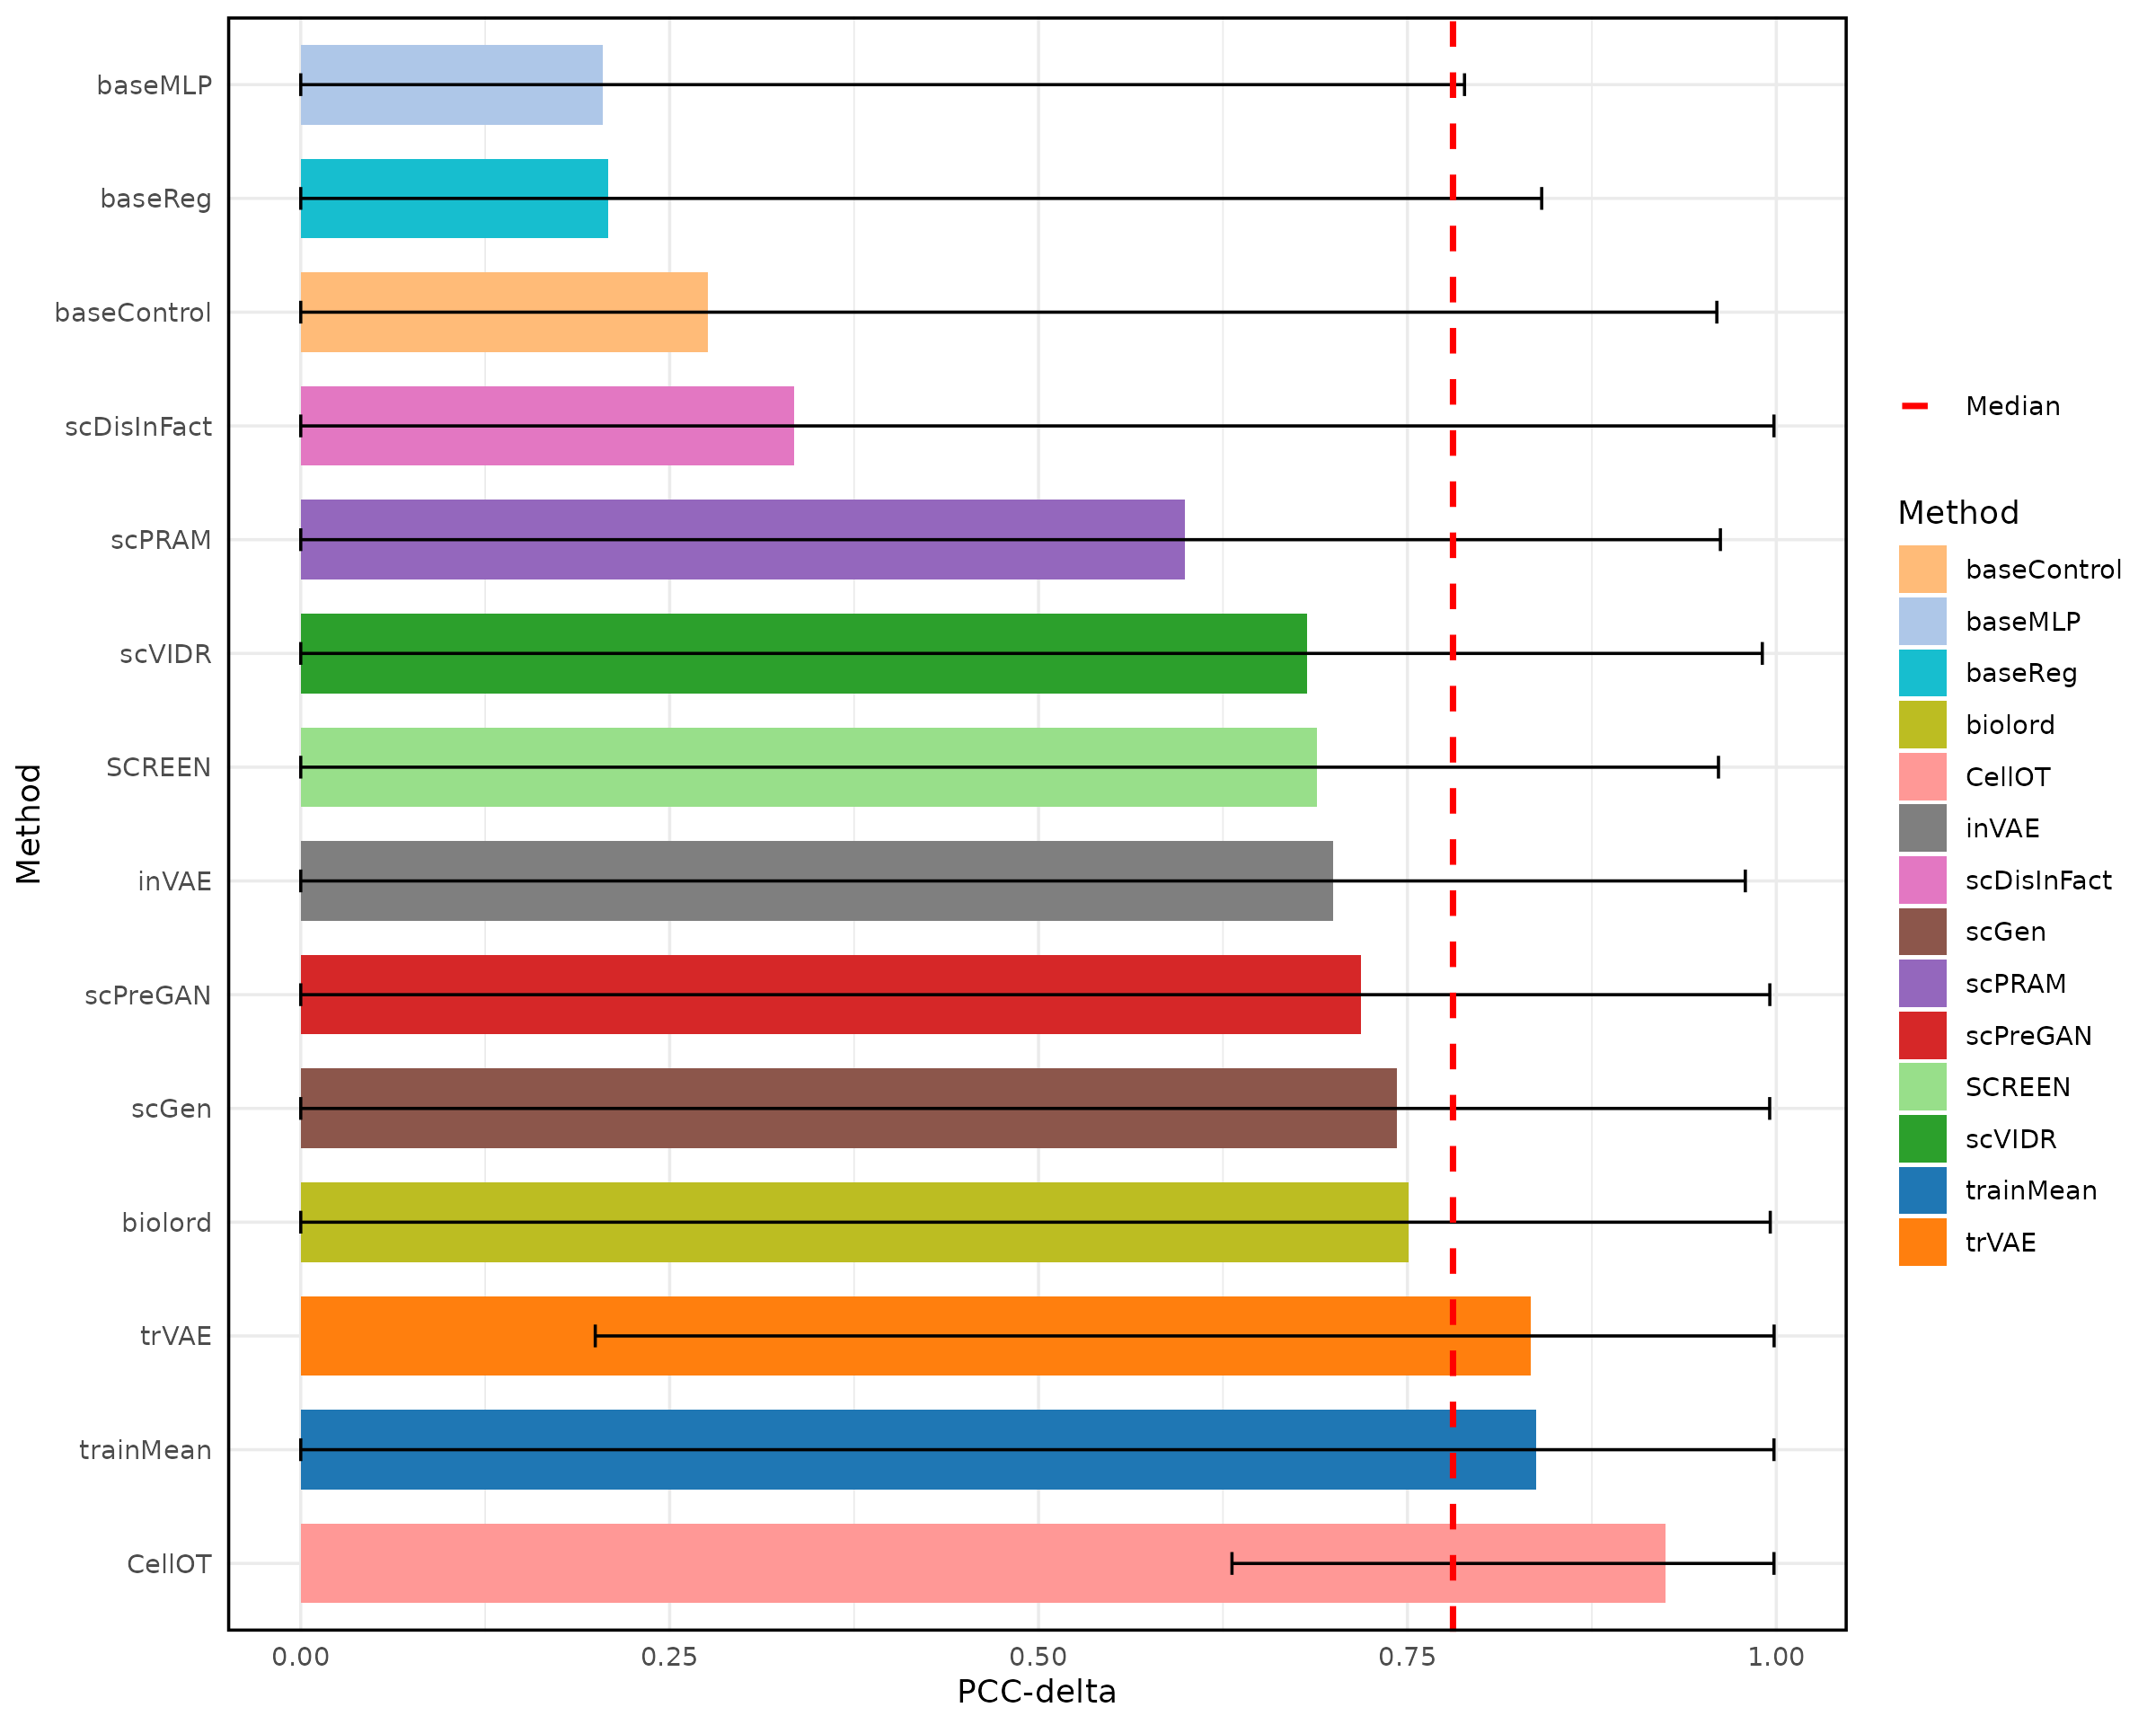 baseMLP
baseReg
baseControl
scDisInFact
scPRAM
scVIDR
SCREEN
inVAE
scPreGAN
scGen
biolord
trVAE
trainMean
CellOT
Method
0.00 0.25 0.50 0.75 1.00
PCC-delta
Median
Method
baseControl
baseMLP
baseReg
biolord
CellOT
inVAE
scDisInFact
scGen
scPRAM
scPreGAN
SCREEN
scVIDR
trainMean
trVAE